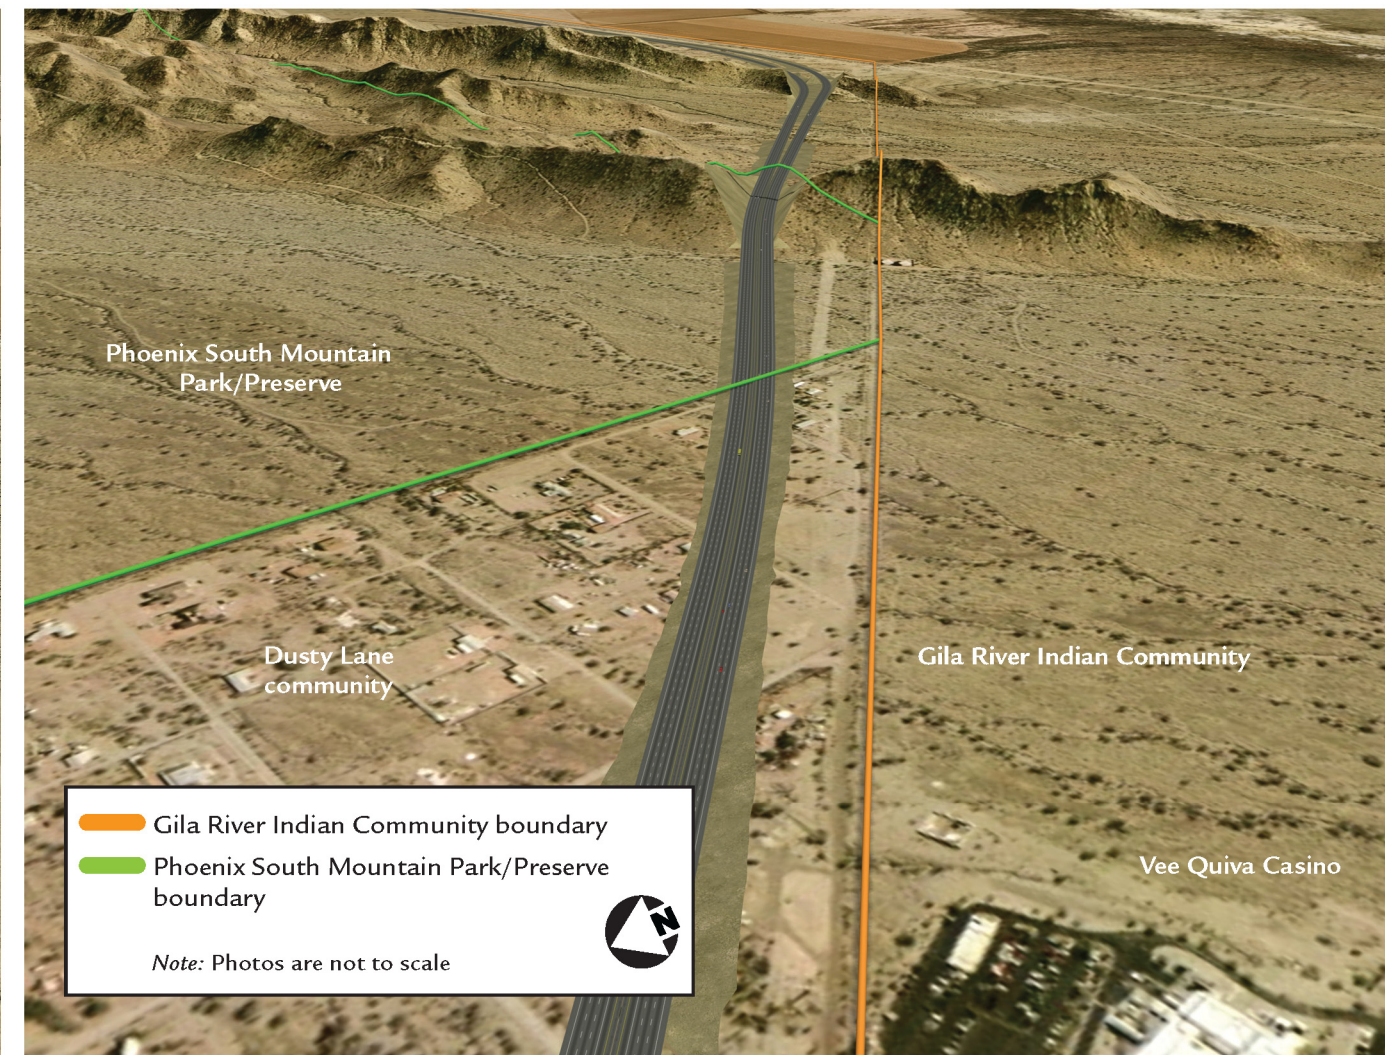 Phoenix South Mountain
Park/Preserve
Dusty Lane
community
Gila River Indian Community
Vee Quiva Casino
Gila River Indian Community boundary
Phoenix South Mountain Park/Preserve
boundary
N
Note: Photos are not to scale